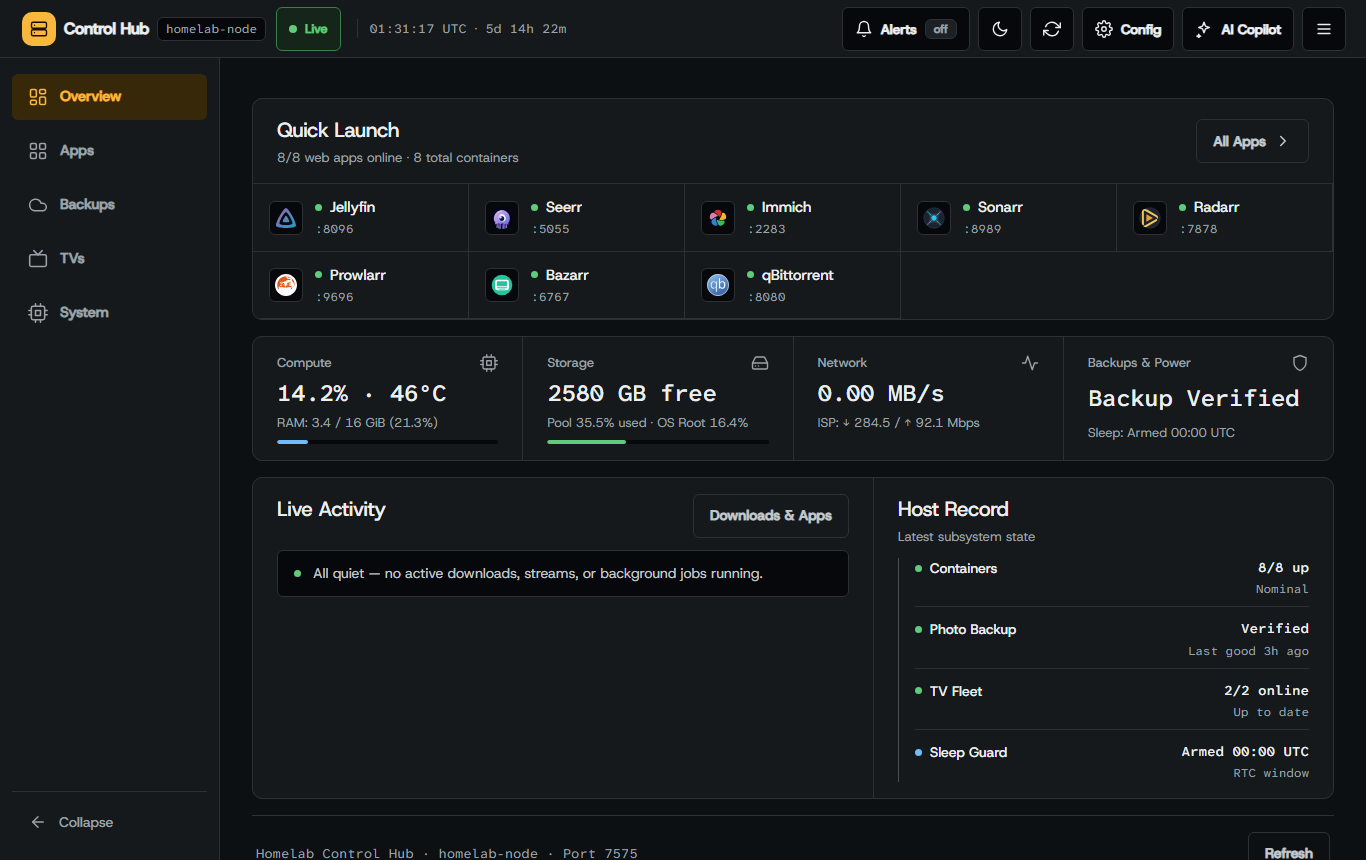 Control Hub homelab-node Live 01:31:17 UTC · 5d 14h 22m Alerts off Config AI Copilot
Overview
Apps
Backups
TVs
System
Collapse
Quick Launch
8/8 web apps online · 8 total containers
All Apps
Jellyfin
:8096
Seerr
:5055
Immich
:2283
Sonarr
:8989
Radarr
:7878
Prowlarr
:9696
Bazarr
:6767
qb
qBittorrent
:8080
Compute
14.2% · 46°C
RAM: 3.4 / 16 GiB (21.3%)
Storage
2580 GB free
Pool 35.5% used · OS Root 16.4%
Network
0.00 MB/s
ISP: ↓ 284.5 / ↑ 92.1 Mbps
Backups & Power
Backup Verified
Sleep: Armed 00:00 UTC
Live Activity
Downloads & Apps
All quiet — no active downloads, streams, or background jobs running.
Host Record
Latest subsystem state
Containers 8/8 up
Nominal
Photo Backup Verified
Last good 3h ago
TV Fleet 2/2 online
Up to date
Sleep Guard Armed 00:00 UTC
RTC window
Homelab Control Hub · homelab-node · Port 7575
Refresh